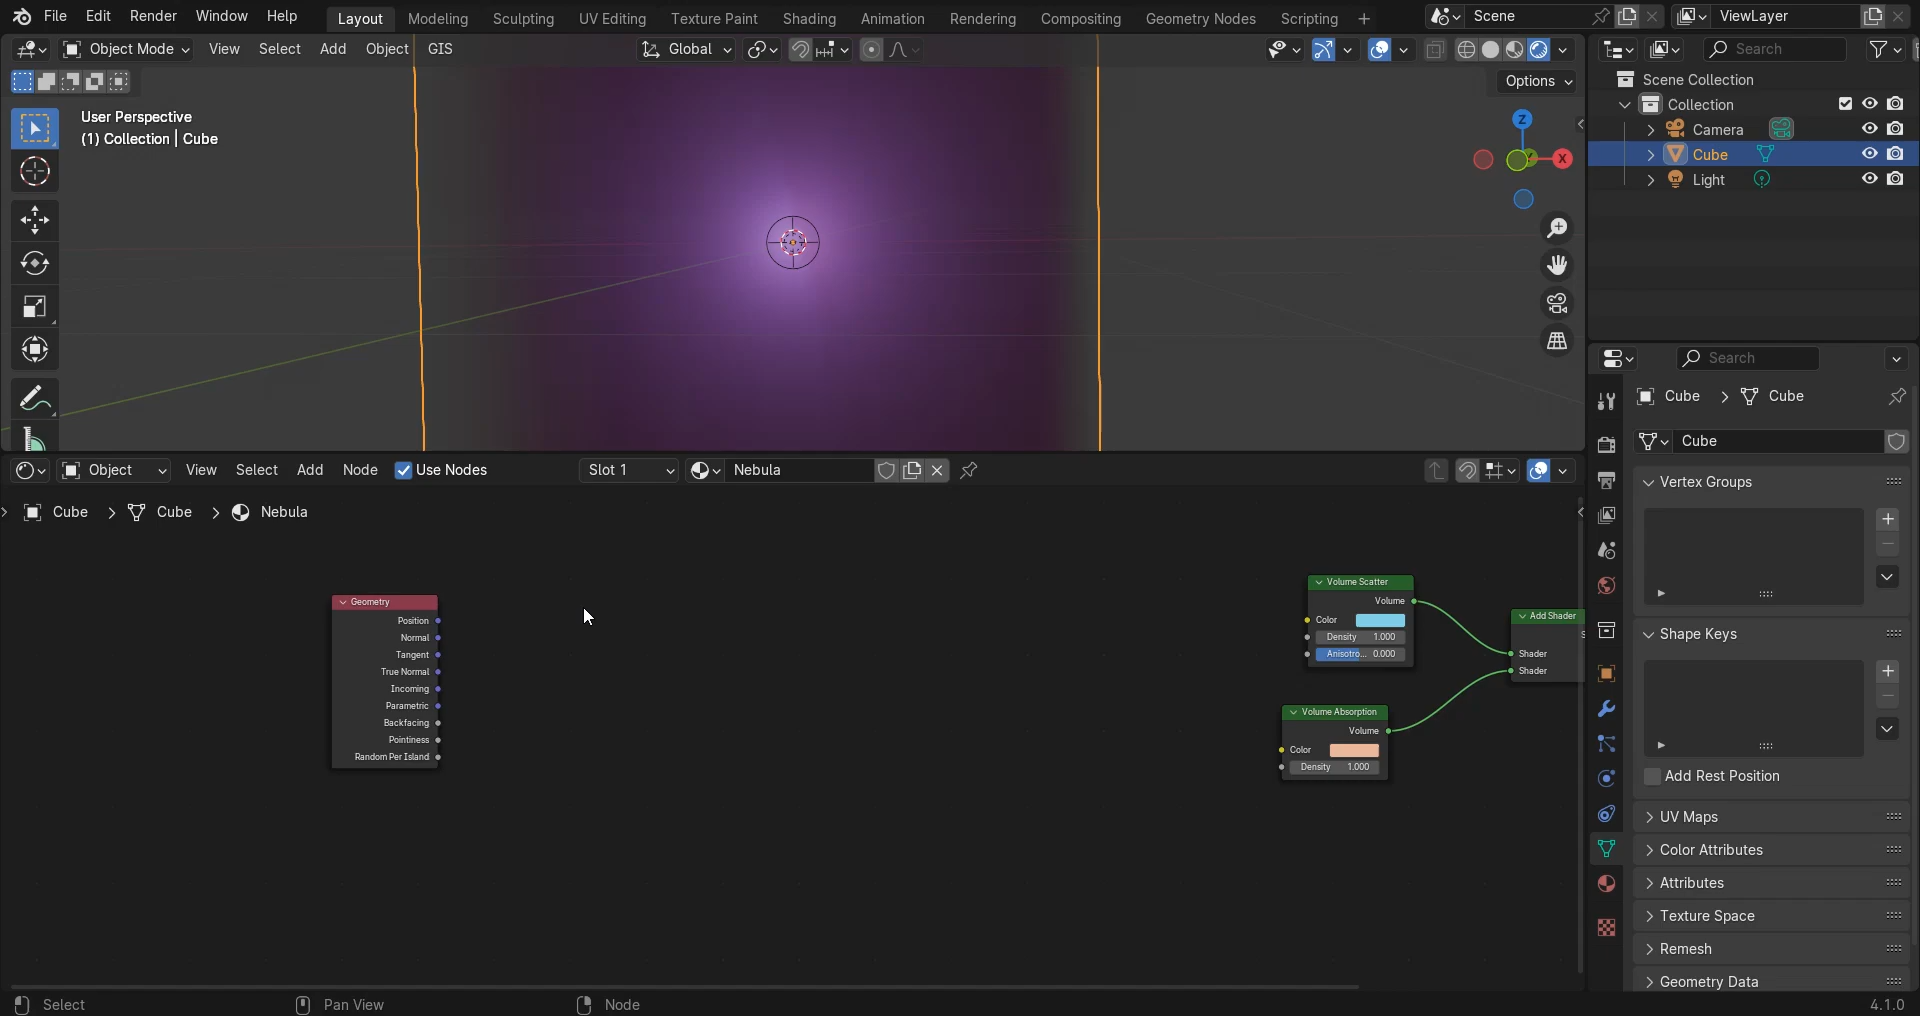 File Edit Render Window Help Layout Modeling Sculpting UV Editing Texture Paint Shading Animation Rendering Compositing Geometry Nodes Scripting + Scene ViewLayer
Object Mode View Select Add Object GIS Global Search
Options
User Perspective
(1) Collection | Cube
Z
X
Scene Collection
Collection
Camera
Cube
Light
Search
Cube > Cube
Cube
Vertex Groups
Shape Keys
Add Rest Position
UV Maps
Color Attributes
Attributes
Texture Space
Remesh
Geometry Data
Object View Select Add Node Use Nodes Slot 1 Nebula
Cube > Cube > Nebula
Geometry
Position
Normal
Tangent
True Normal
Incoming
Parametric
Backfacing
Pointiness
Random Per Island
Volume Scatter
Volume
Color
Density 1.000
Anisotro... 0.000
Volume Absorption
Volume
Color
Density 1.000
Add Shader
S
Shader
Shader
Select Pan View Node 4.1.0